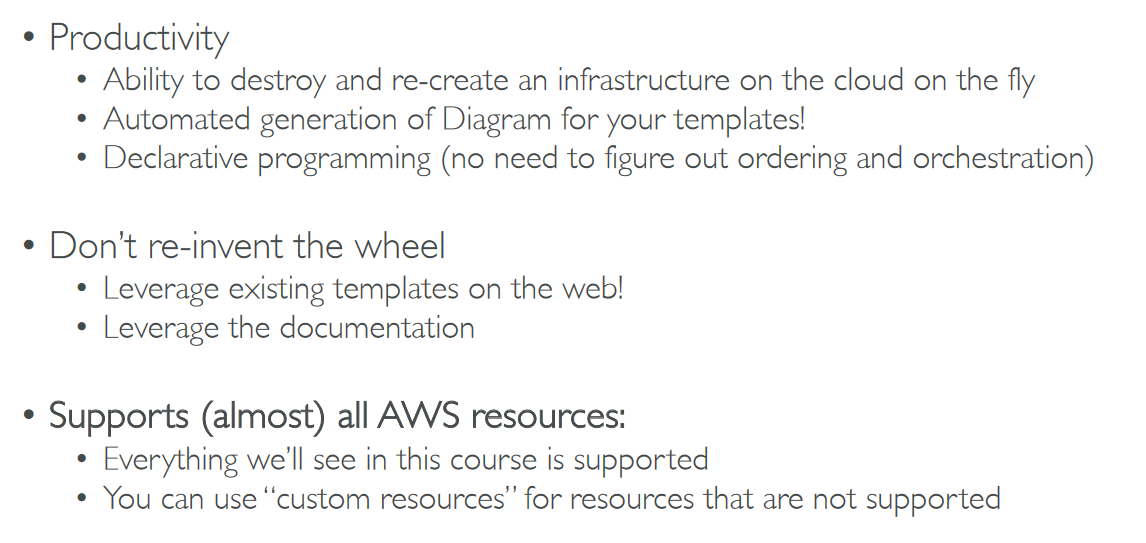 • Productivity
• Ability to destroy and re-create an infrastructure on the cloud on the fly
• Automated generation of Diagram for your templates!
• Declarative programming (no need to figure out ordering and orchestration)
• Don’t re-invent the wheel
• Leverage existing templates on the web!
• Leverage the documentation
• Supports (almost) all AWS resources:
• Everything we’ll see in this course is supported
• You can use “custom resources” for resources that are not supported